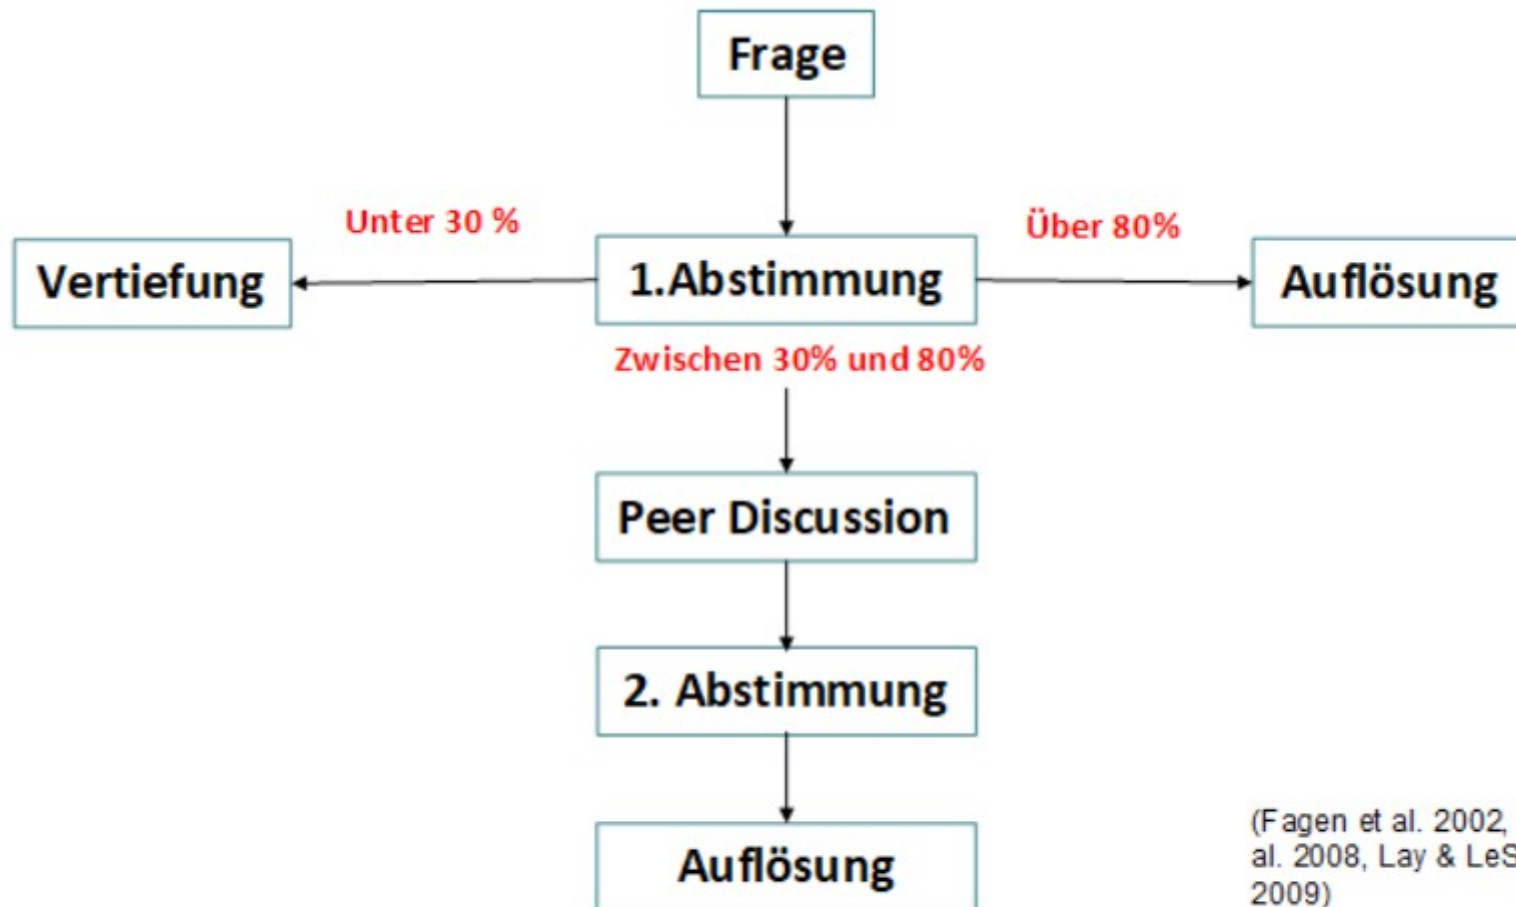 Frage
Unter 30 %
Über 80%
Vertiefung
1.Abstimmung
Auflösung
Zwischen 30% und 80%
Peer Discussion
2. Abstimmung
Auflösung
(Fagen et al. 2002,
al. 2008, Lay &
2009)